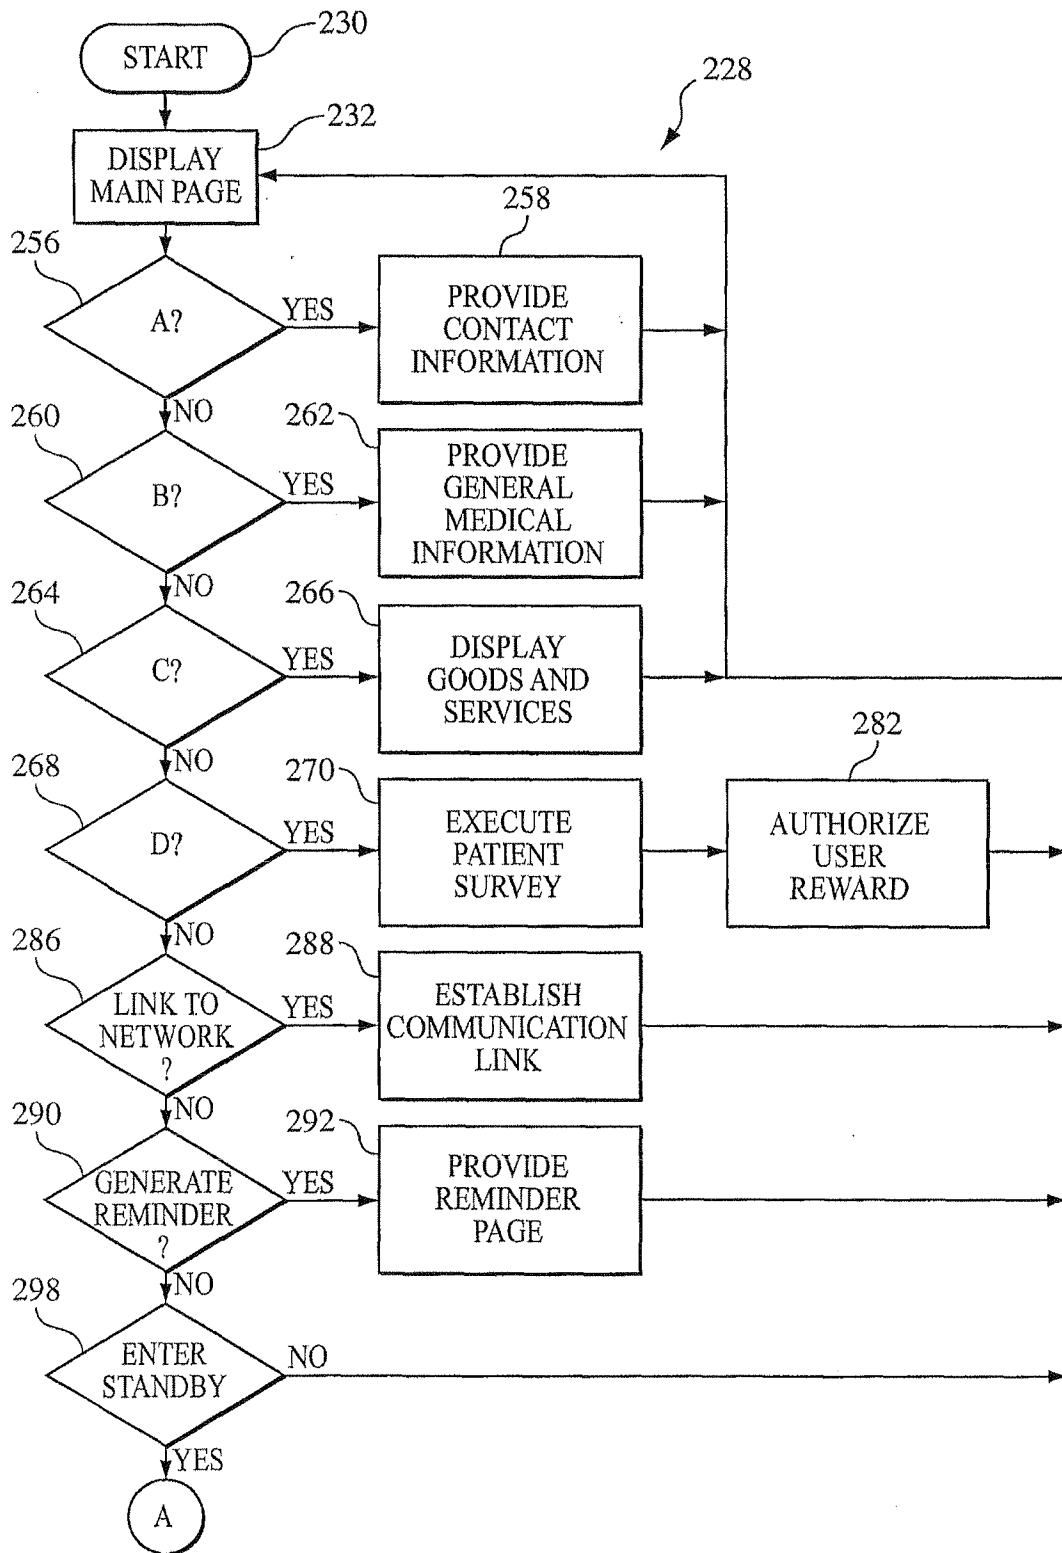 230
START
228
232
DISPLAY
MAIN PAGE
256
258
A?
YES
PROVIDE
CONTACT
INFORMATION
NO
260
262
B?
YES
PROVIDE
GENERAL
MEDICAL
INFORMATION
NO
264
266
C?
YES
DISPLAY
GOODS AND
SERVICES
NO
268
270
282
D?
YES
EXECUTE
PATIENT
SURVEY
AUTHORIZE
USER
REWARD
NO
286
288
LINK TO
NETWORK
?
YES
ESTABLISH
COMMUNICATION
LINK
NO
290
292
GENERATE
REMINDER
?
YES
PROVIDE
REMINDER
PAGE
NO
298
ENTER
STANDBY
NO
YES
A